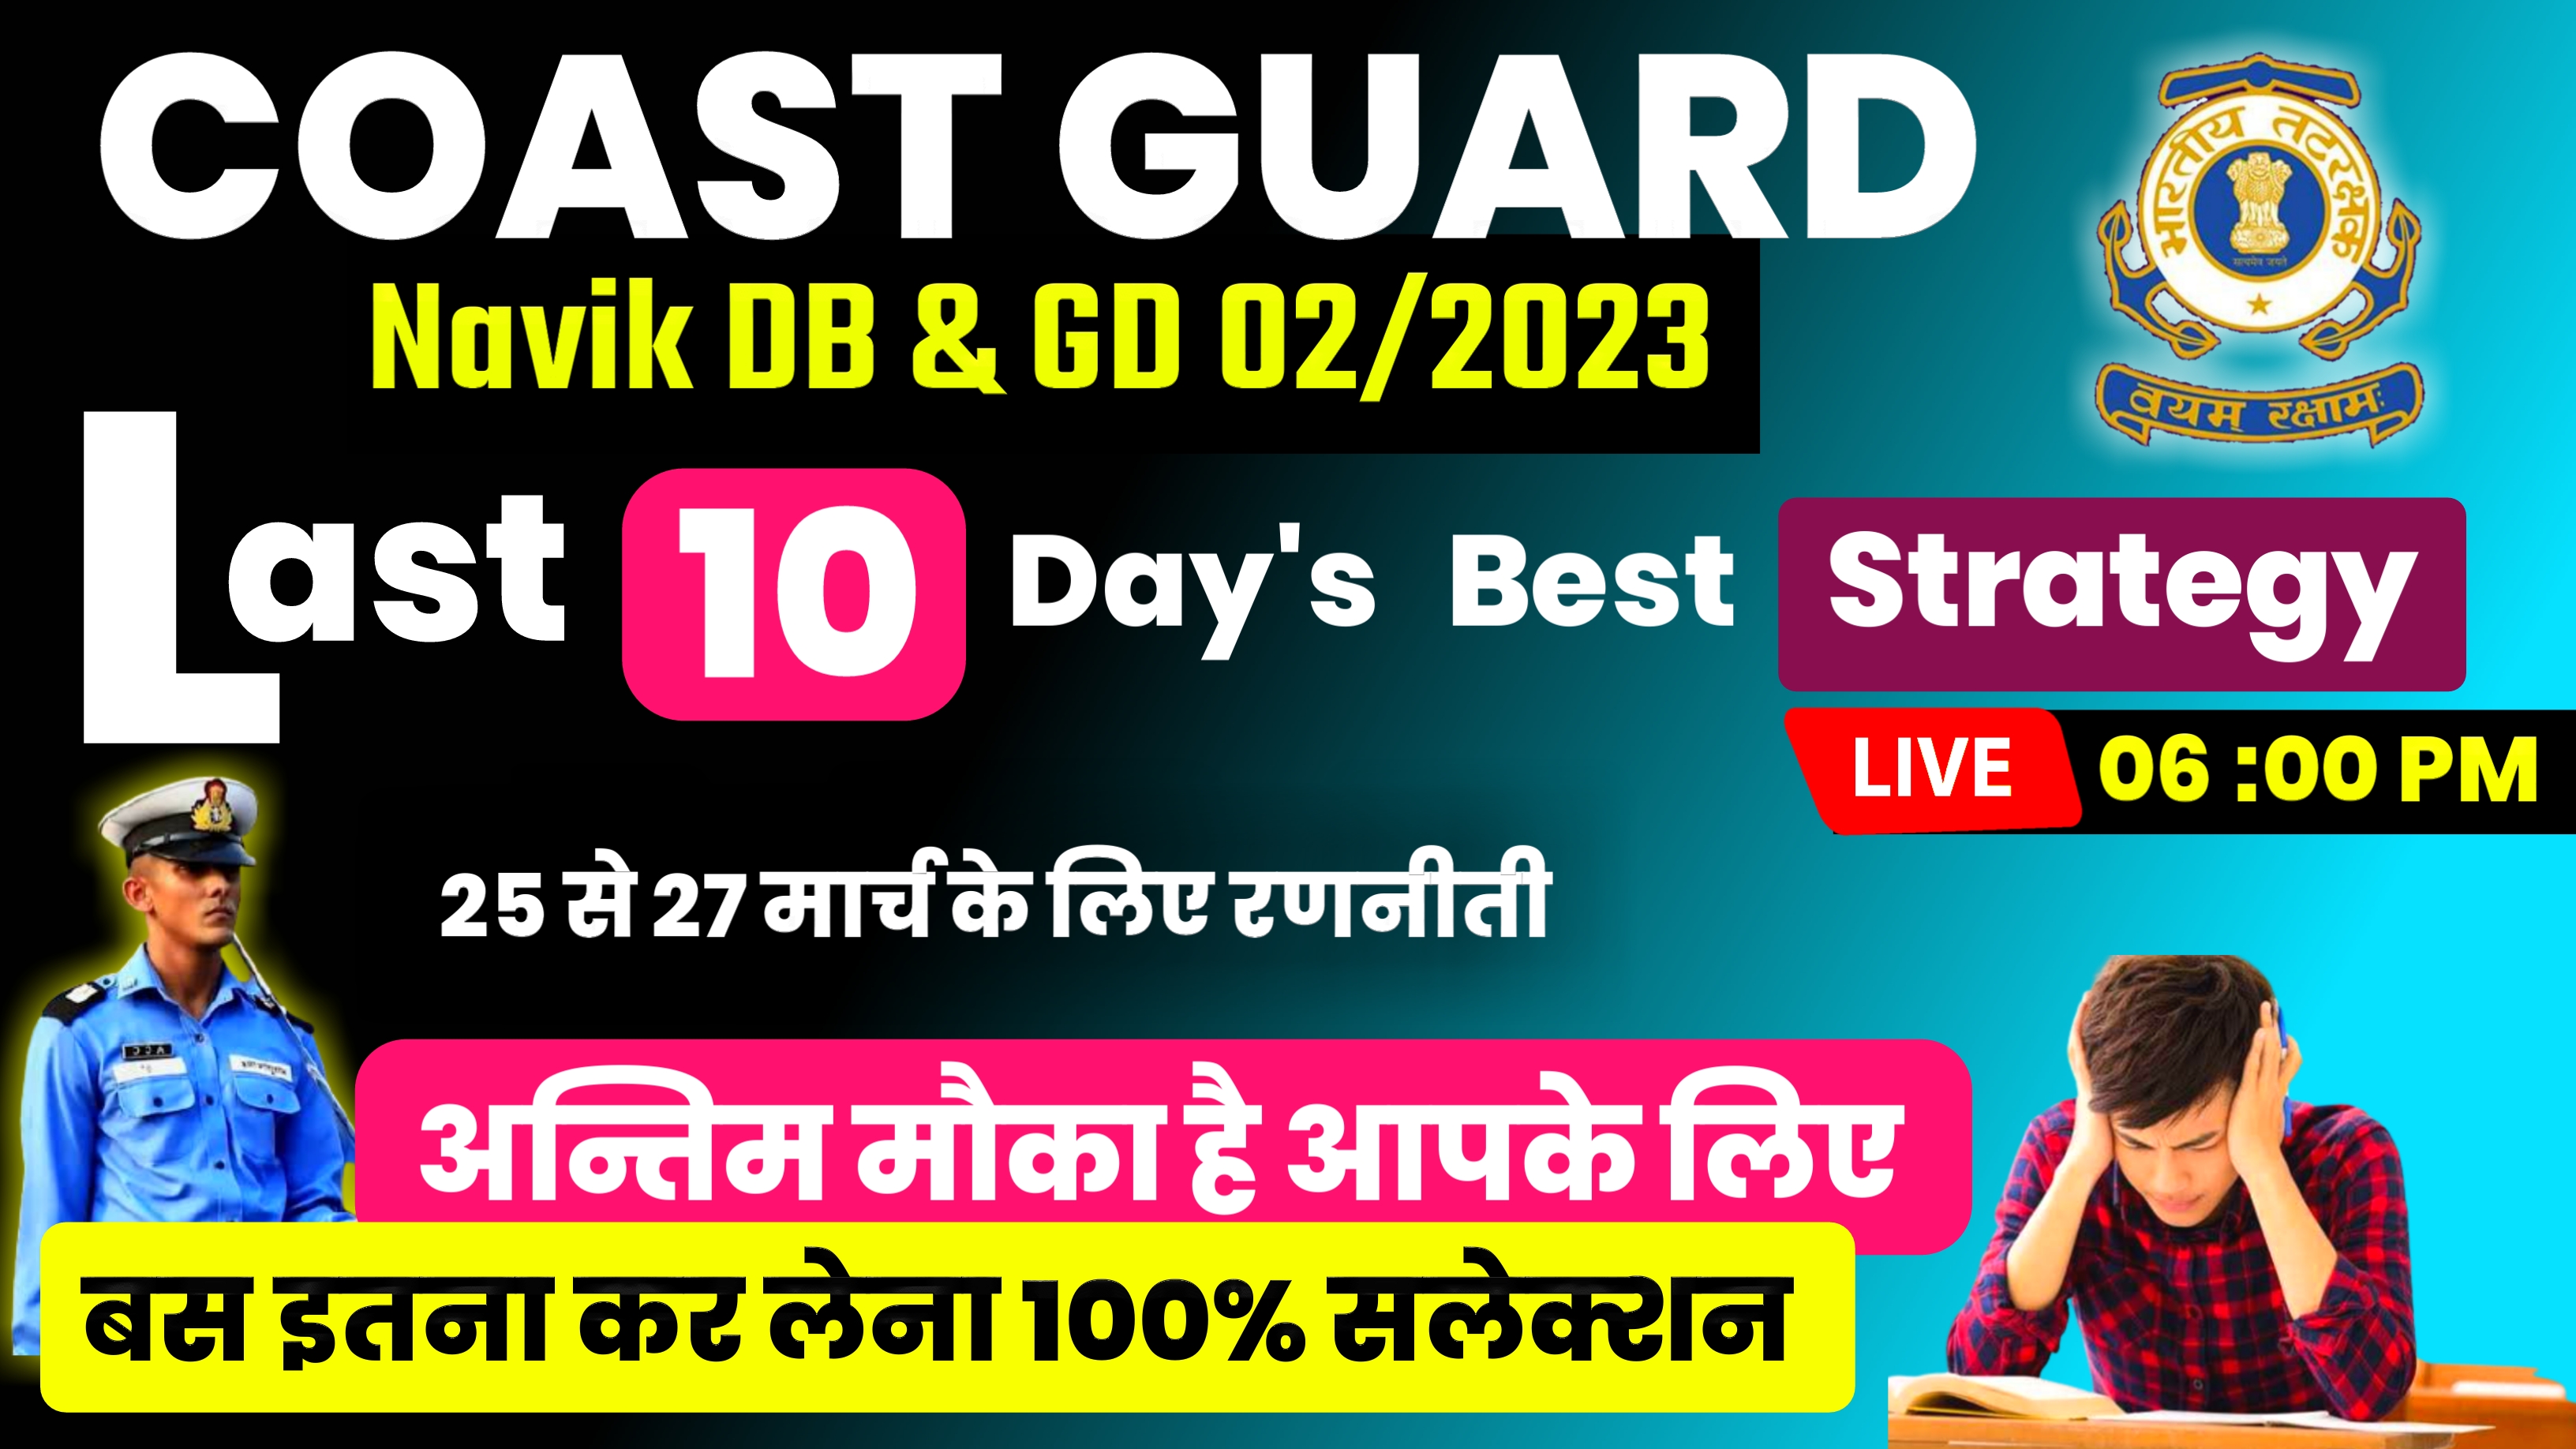 COAST GUARD
भारतीय तटरक्षक
सत्यमेव जयते
वयम् रक्षामः
Navik DB & GD 02/2023
Last 10 Day's Best Strategy
LIVE 06 :00 PM
25 से 27 मार्च के लिए रणनीती
अन्तिम मौका है आपके लिए
बस इतना कर लेना 100% सलेक्शन